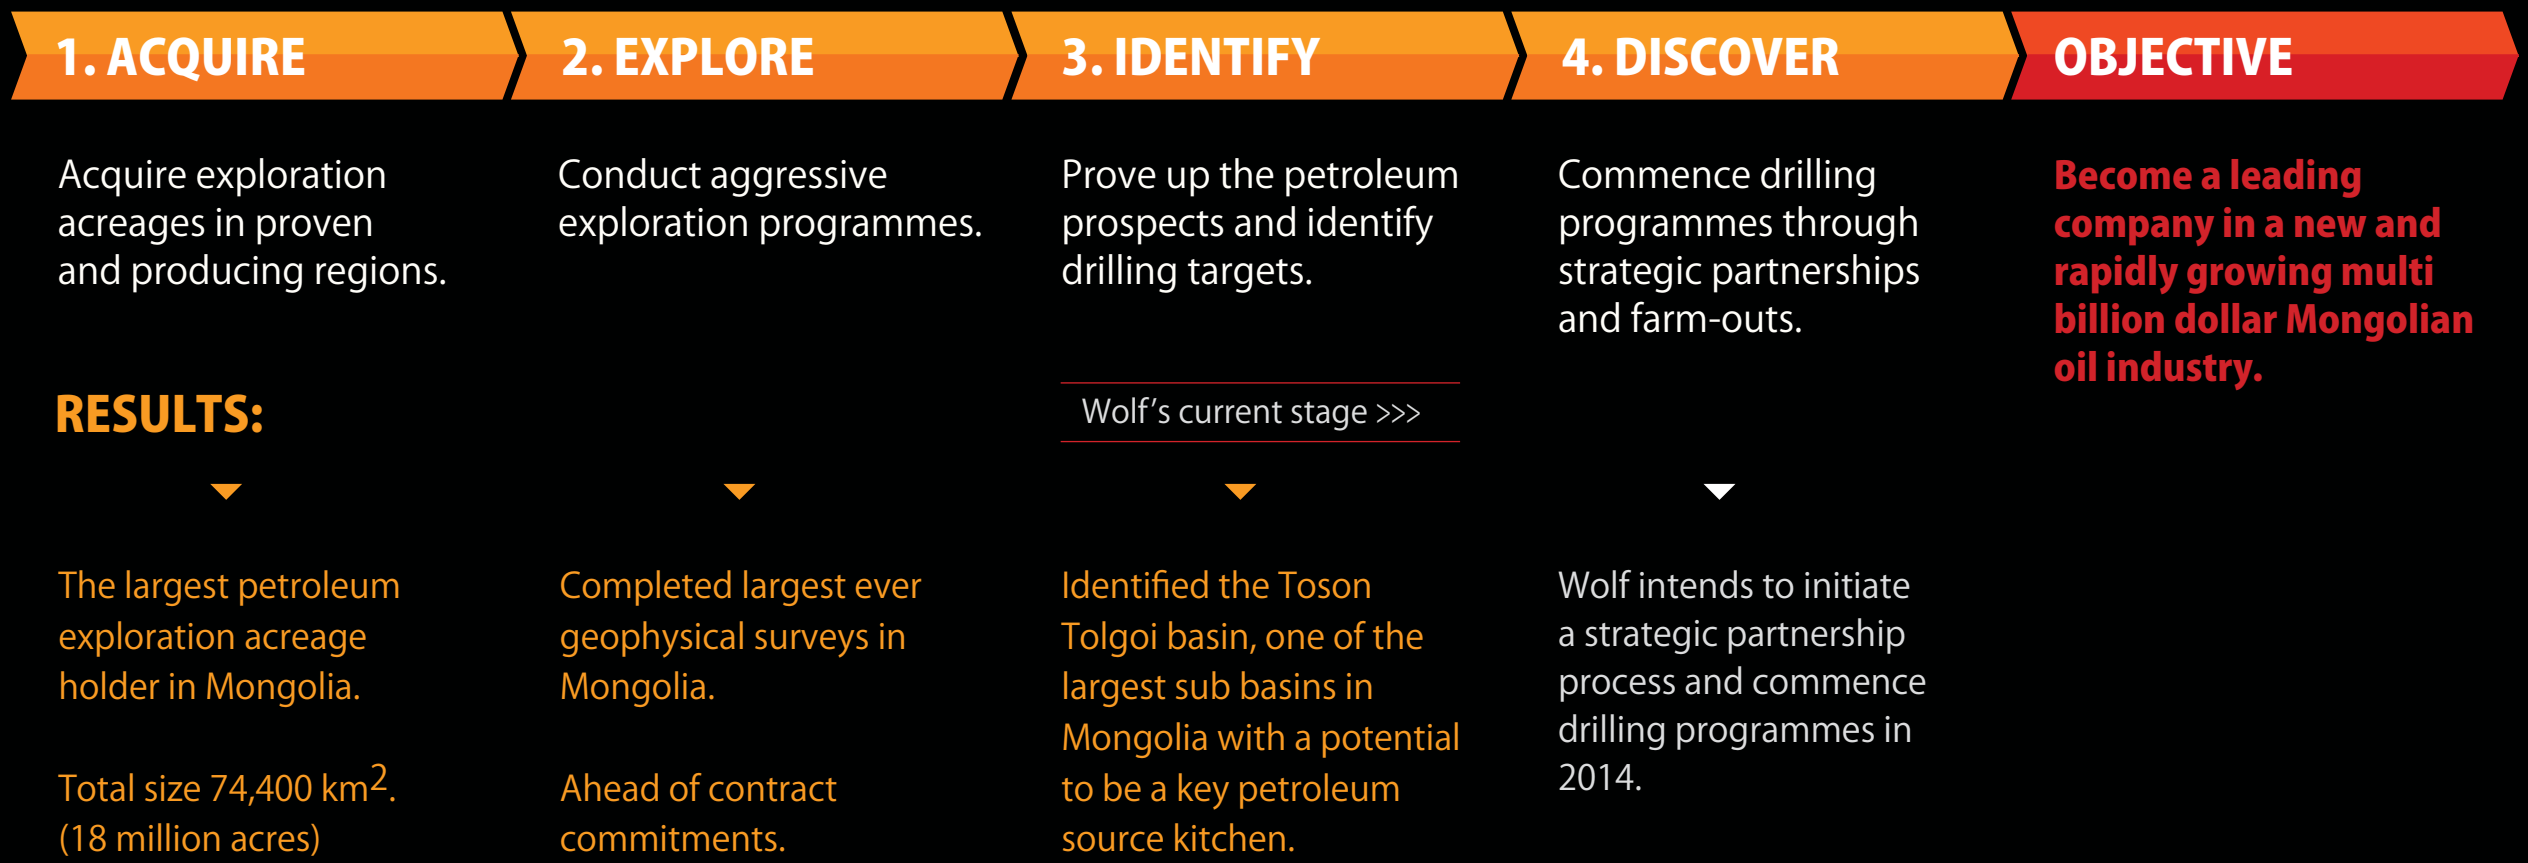 1. ACQUIRE
2. EXPLORE
3. IDENTIFY
4. DISCOVER
OBJECTIVE
Acquire exploration
acreages in proven
and producing regions.
Conduct aggressive
exploration programmes.
Prove up the petroleum
prospects and identify
drilling targets.
Commence drilling
programmes through
strategic partnerships
and farm-outs.
Become a leading
company in a new and
rapidly growing multi
billion dollar Mongolian
oil industry.
RESULTS:
Wolf's current stage >>>
The largest petroleum
exploration acreage
holder in Mongolia.
Total size 74,400 km².
(18 million acres)
Completed largest ever
geophysical surveys in
Mongolia.
Ahead of contract
commitments.
Identified the Toson
Tolgoi basin, one of the
largest sub basins in
Mongolia with a potential
to be a key petroleum
source kitchen.
Wolf intends to initiate
a strategic partnership
process and commence
drilling programmes in
2014.